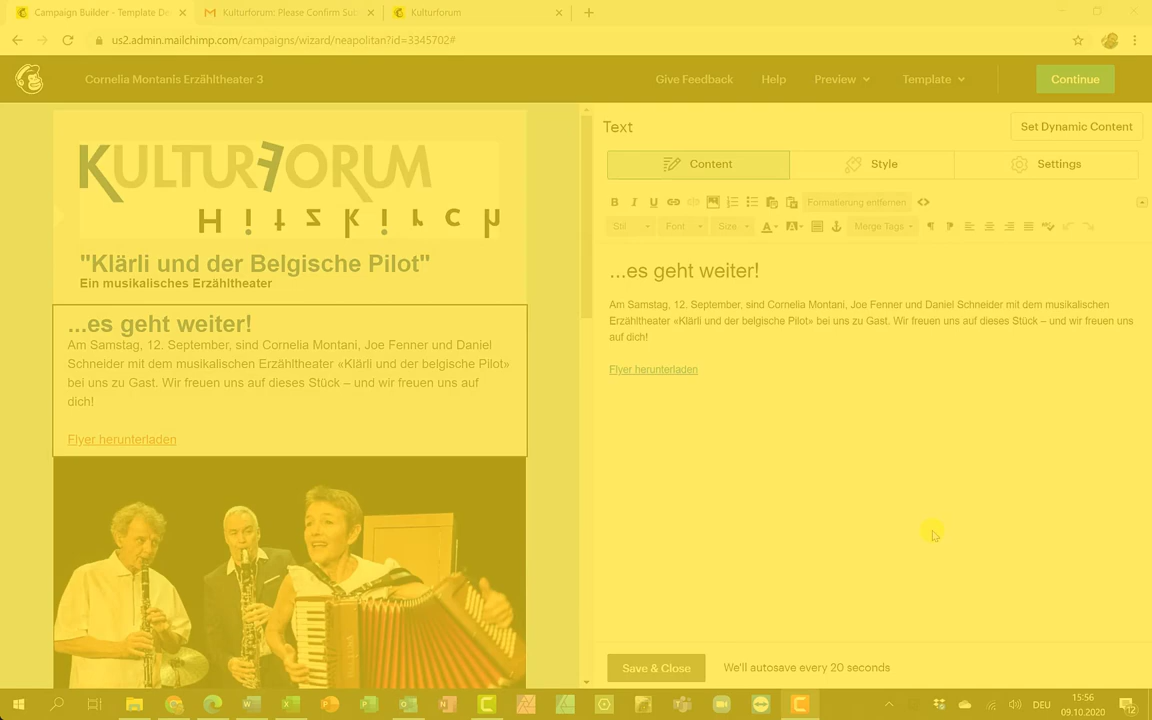 Campaign Builder - Template De
Kulturforum: Please Confirm Sub
Kulturforum
us2.admin.mailchimp.com/campaigns/wizard/neapolitan?id=3345702#
Cornelia Montanis Erzähltheater 3
Give Feedback
Help
Preview
Template
Continue
KULTURFORUM
Hitzkirch
"Klärli und der Belgische Pilot"
Ein musikalisches Erzähltheater
...es geht weiter!
Am Samstag, 12. September, sind Cornelia Montani, Joe Fenner und Daniel
Schneider mit dem musikalischen Erzähltheater «Klärli und der belgische Pilot»
bei uns zu Gast. Wir freuen uns auf dieses Stück – und wir freuen uns auf
dich!
Flyer herunterladen
Text
Set Dynamic Content
Content
Style
Settings
B I U
Formatierung entfernen
Stil
Font
Size
A
A
Merge Tags
...es geht weiter!
Am Samstag, 12. September, sind Cornelia Montani, Joe Fenner und Daniel Schneider mit dem musikalischen
Erzähltheater «Klärli und der belgische Pilot» bei uns zu Gast. Wir freuen uns auf dieses Stück – und wir freuen uns
auf dich!
Flyer herunterladen
Save & Close
We'll autosave every 20 seconds
DEU
15:56
09.10.2020
12